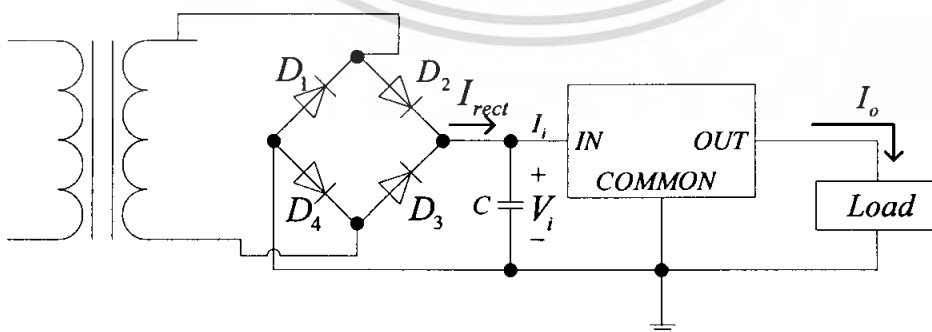 D1
D2
Irect
Ii
IN
OUT
COMMON
Io
D4
D3
C
+
Vi
−
Load